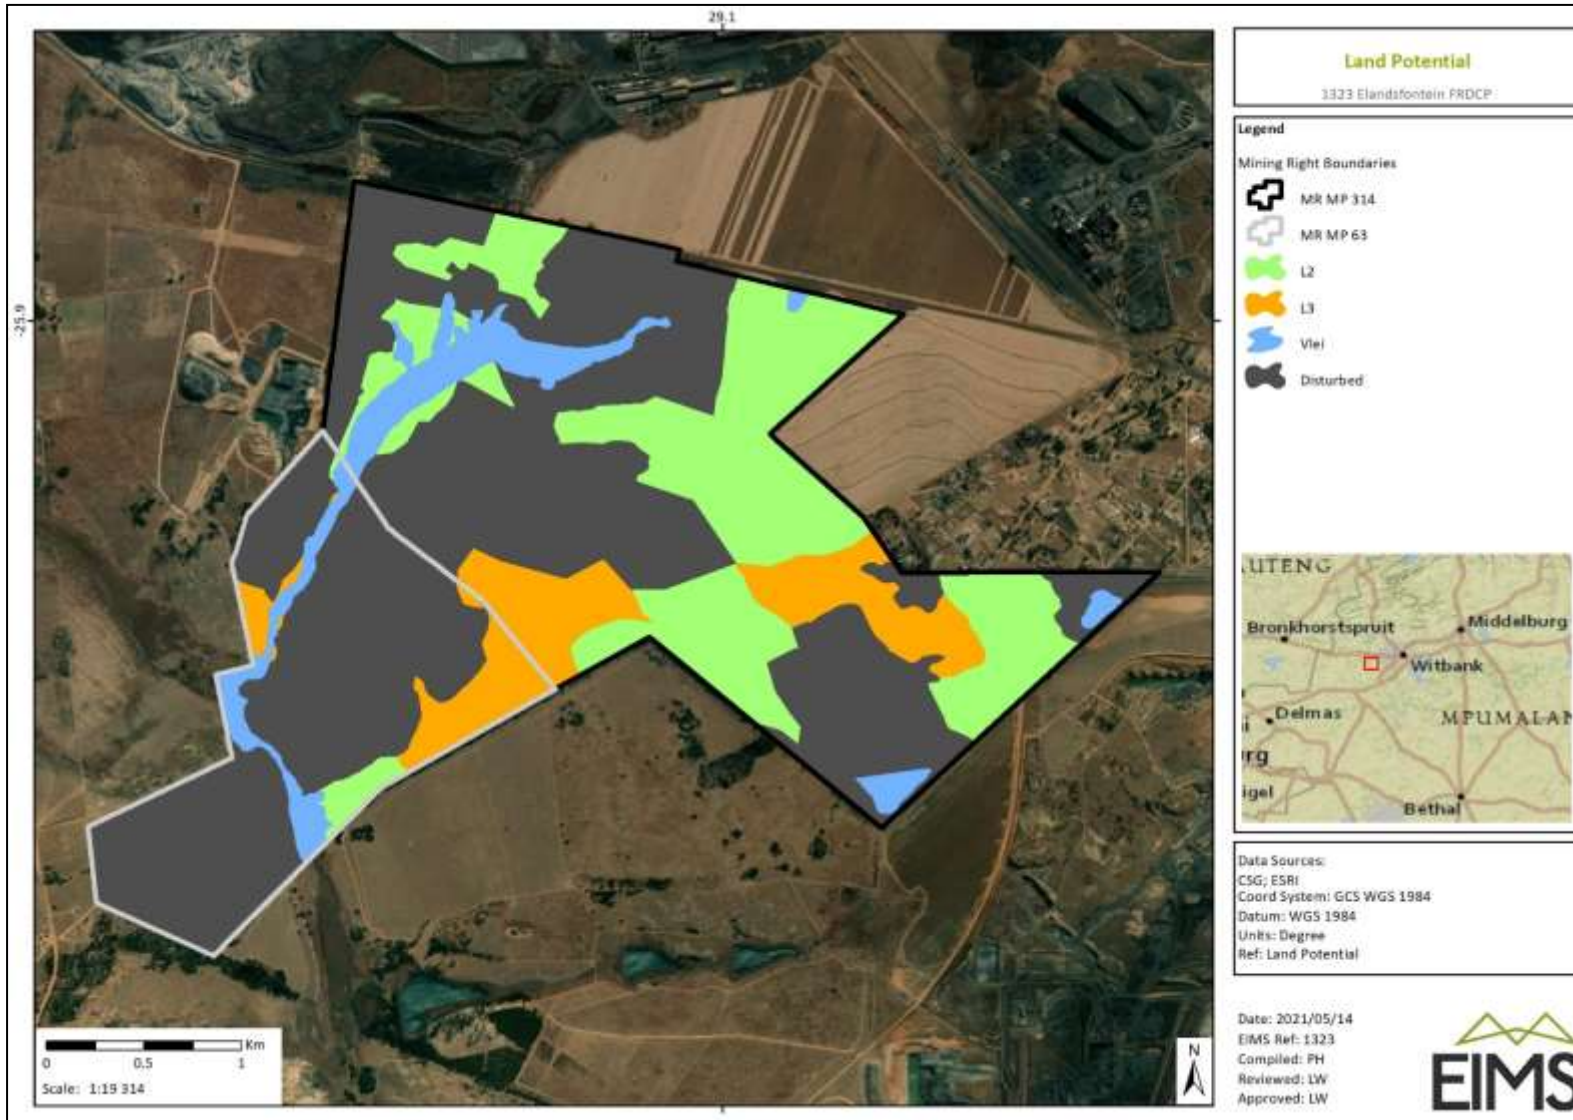 29.1
-25.9
Land Potential
1323 Elandsfontein FRDCP
Legend
Mining Right Boundaries
MR MP 314
MR MP 63
L2
L3
Vlei
Disturbed
AUTENG
Bronkhorstspruit
Middelburg
Witbank
Delmas
MPUMALAN
rg
igel
Bethal
Data Sources:
CSG; ESRI
Coord System: GCS WGS 1984
Datum: WGS 1984
Units: Degree
Ref: Land Potential
Date: 2021/05/14
EIMS Ref: 1323
Compiled: PH
Reviewed: LW
Approved: LW
EIMS
Km
0 0.5 1
Scale: 1:19 314
N